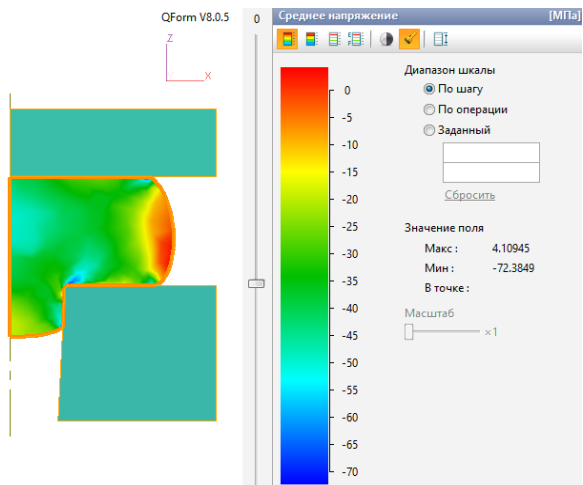 QForm V8.0.5
0
Z
X
Среднее напряжение [МПа]
0
-5
-10
-15
-20
-25
-30
-35
-40
-45
-50
-55
-60
-65
-70
Диапазон шкалы
По шагу
По операции
Заданный
Сбросить
Значение поля
Макс : 4.10945
Мин : -72.3849
В точке :
Масштаб
×1